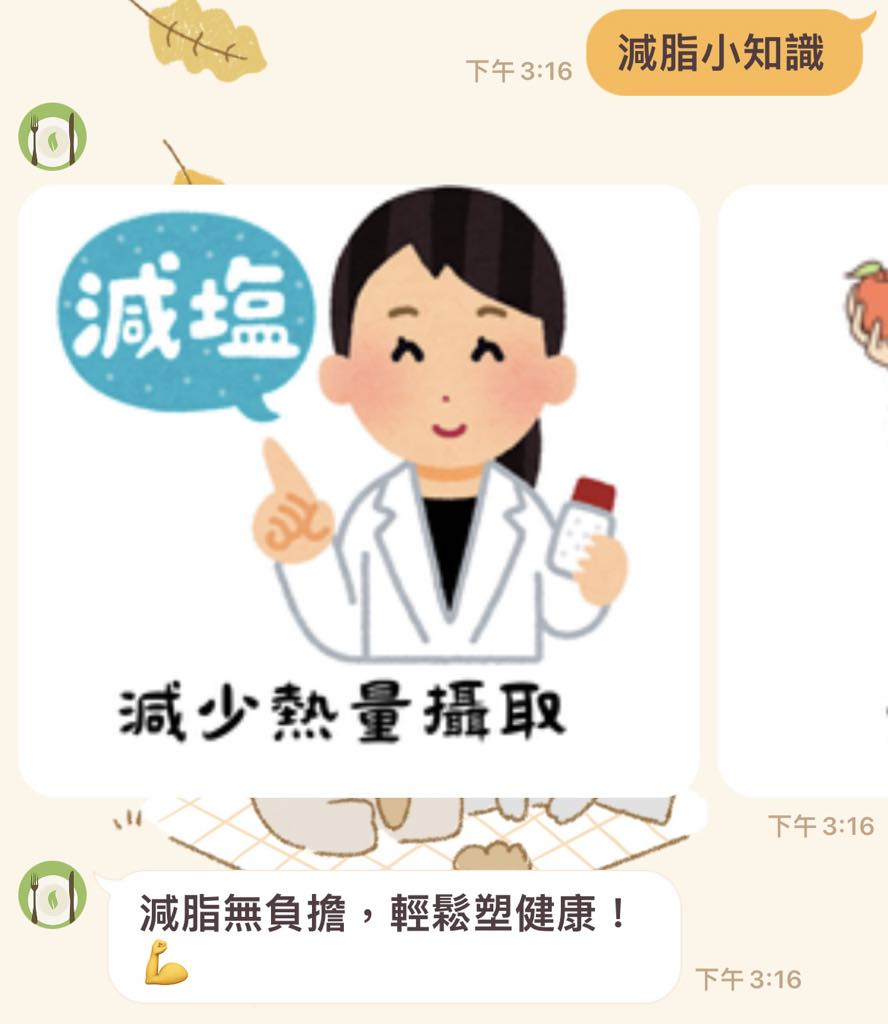 下午 3:16
減脂小知識
減塩
減少熱量攝取
下午 3:16
減脂無負擔，輕鬆塑健康！
💪
下午 3:16